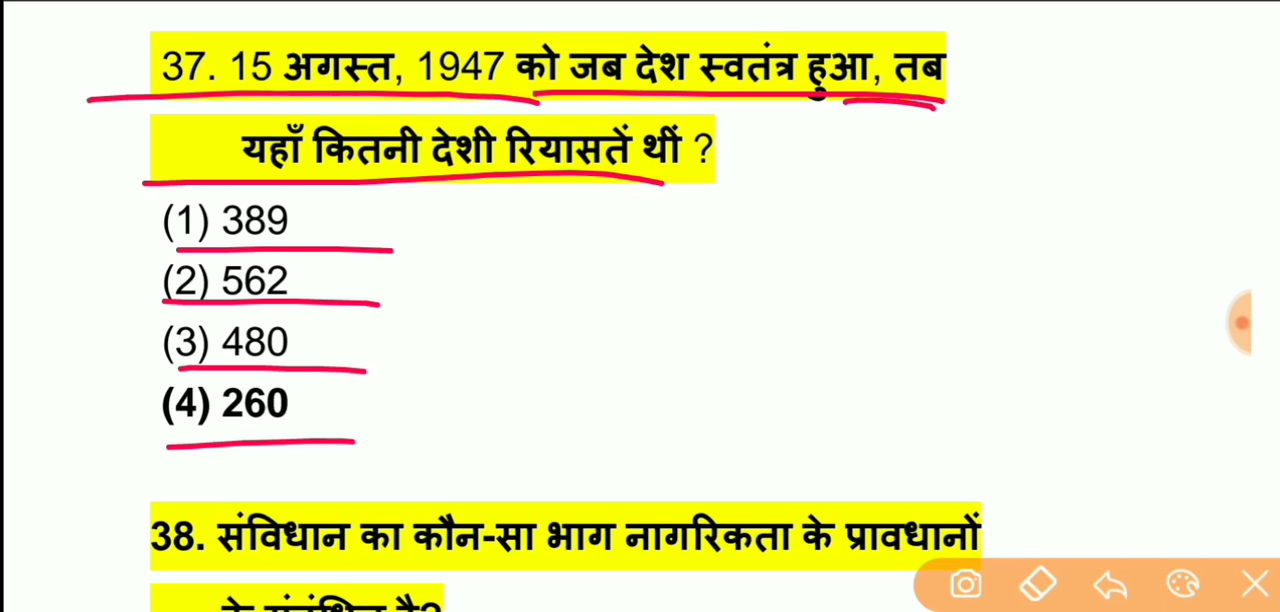 37. 15 अगस्त, 1947 को जब देश स्वतंत्र हुआ, तब
यहाँ कितनी देशी रियासतें थीं ?
(1) 389
(2) 562
(3) 480
(4) 260
38. संविधान का कौन-सा भाग नागरिकता के प्रावधानों
के संबंधित है?